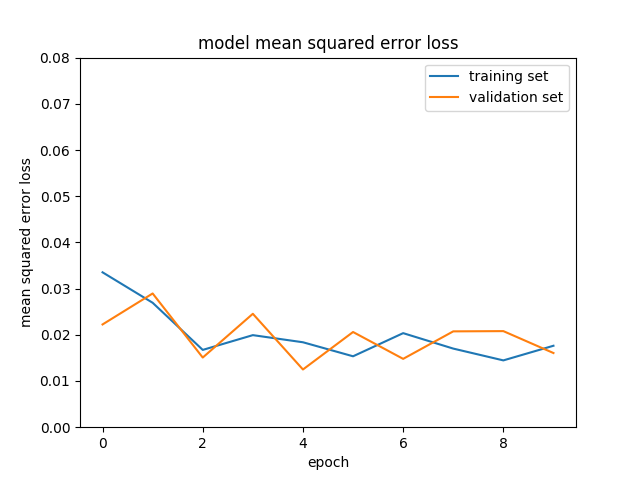 model mean squared error loss
training set
validation set
0.08
0.07
0.06
0.05
0.04
0.03
0.02
0.01
0.00
mean squared error loss
0 2 4 6 8
epoch